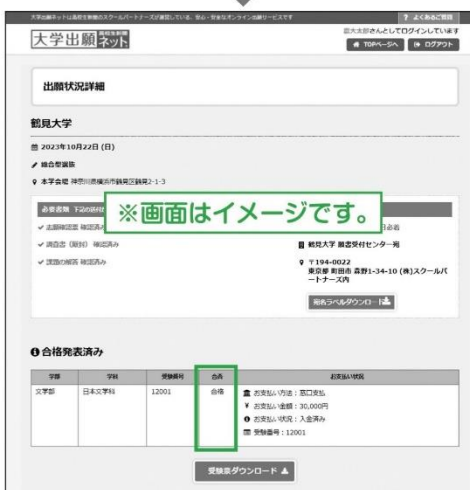 大学出願ネットは高校生新聞のスクールパートナーズが運営している、安心・安全なオンライン出願サービスです
? よくあるご質問
大学出願ネット
高校生新聞
さんとしてログインしています
TOPページへ
ログアウト
出願状況詳細
鶴見大学
2023年10月22日 (日)
総合型選抜
本学会場 神奈川県横浜市鶴見区鶴見2-1-3
必要書類
※画面はイメージです。
志願確認票 確認済み
日必着
調査書 (原則) 確認済み
鶴見大学 願書受付センター宛
課題の解答 確認済み
〒194-0022
東京都 町田市 森野1-34-10 (株)スクールパ
ートナーズ内
宛名ラベルダウンロード
合格発表済み
学部 学科 受験番号 合否 お支払い状況
文学部 日本文学科 12001 合格 お支払い方法：窓口支払
¥ お支払い金額：30,000円
お支払い状況：入金済み
受験番号：12001
受験票ダウンロード